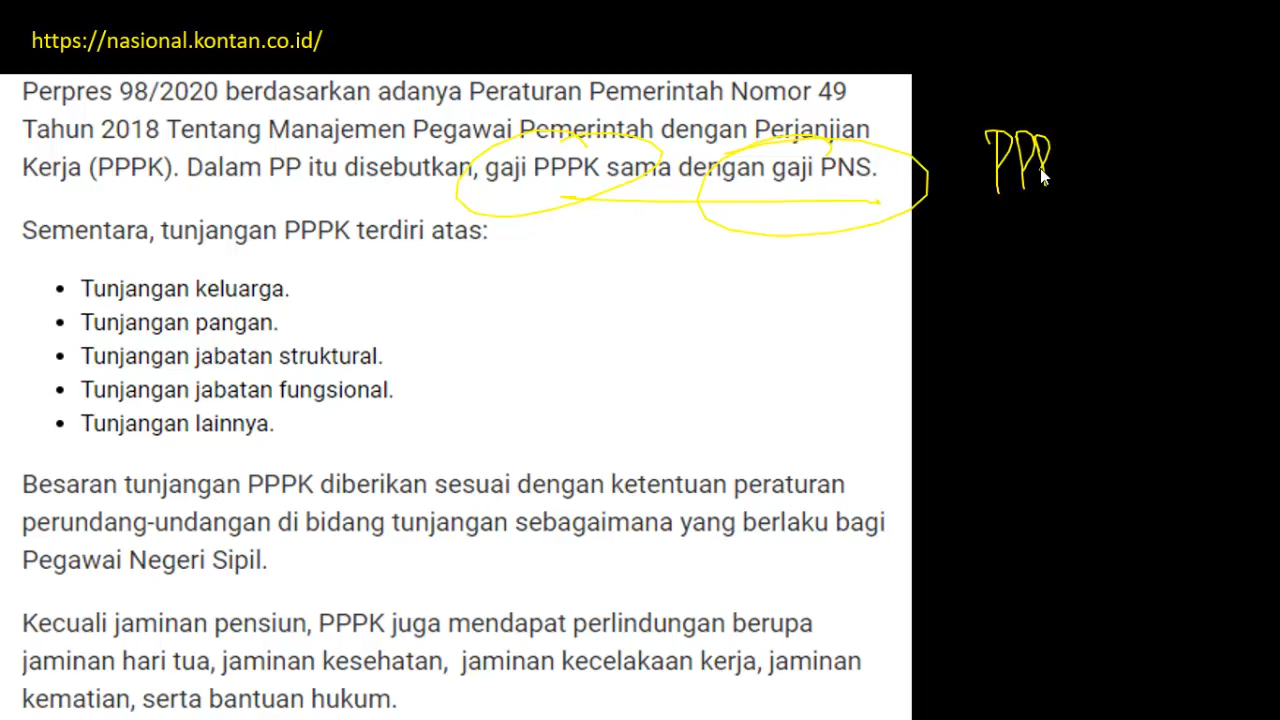 https://nasional.kontan.co.id/
Perpres 98/2020 berdasarkan adanya Peraturan Pemerintah Nomor 49
Tahun 2018 Tentang Manajemen Pegawai Pemerintah dengan Perjanjian
Kerja (PPPK). Dalam PP itu disebutkan, gaji PPPK sama dengan gaji PNS.
PPP
Sementara, tunjangan PPPK terdiri atas:
• Tunjangan keluarga.
• Tunjangan pangan.
• Tunjangan jabatan struktural.
• Tunjangan jabatan fungsional.
• Tunjangan lainnya.
Besaran tunjangan PPPK diberikan sesuai dengan ketentuan peraturan
perundang-undangan di bidang tunjangan sebagaimana yang berlaku bagi
Pegawai Negeri Sipil.
Kecuali jaminan pensiun, PPPK juga mendapat perlindungan berupa
jaminan hari tua, jaminan kesehatan,  jaminan kecelakaan kerja, jaminan
kematian, serta bantuan hukum.